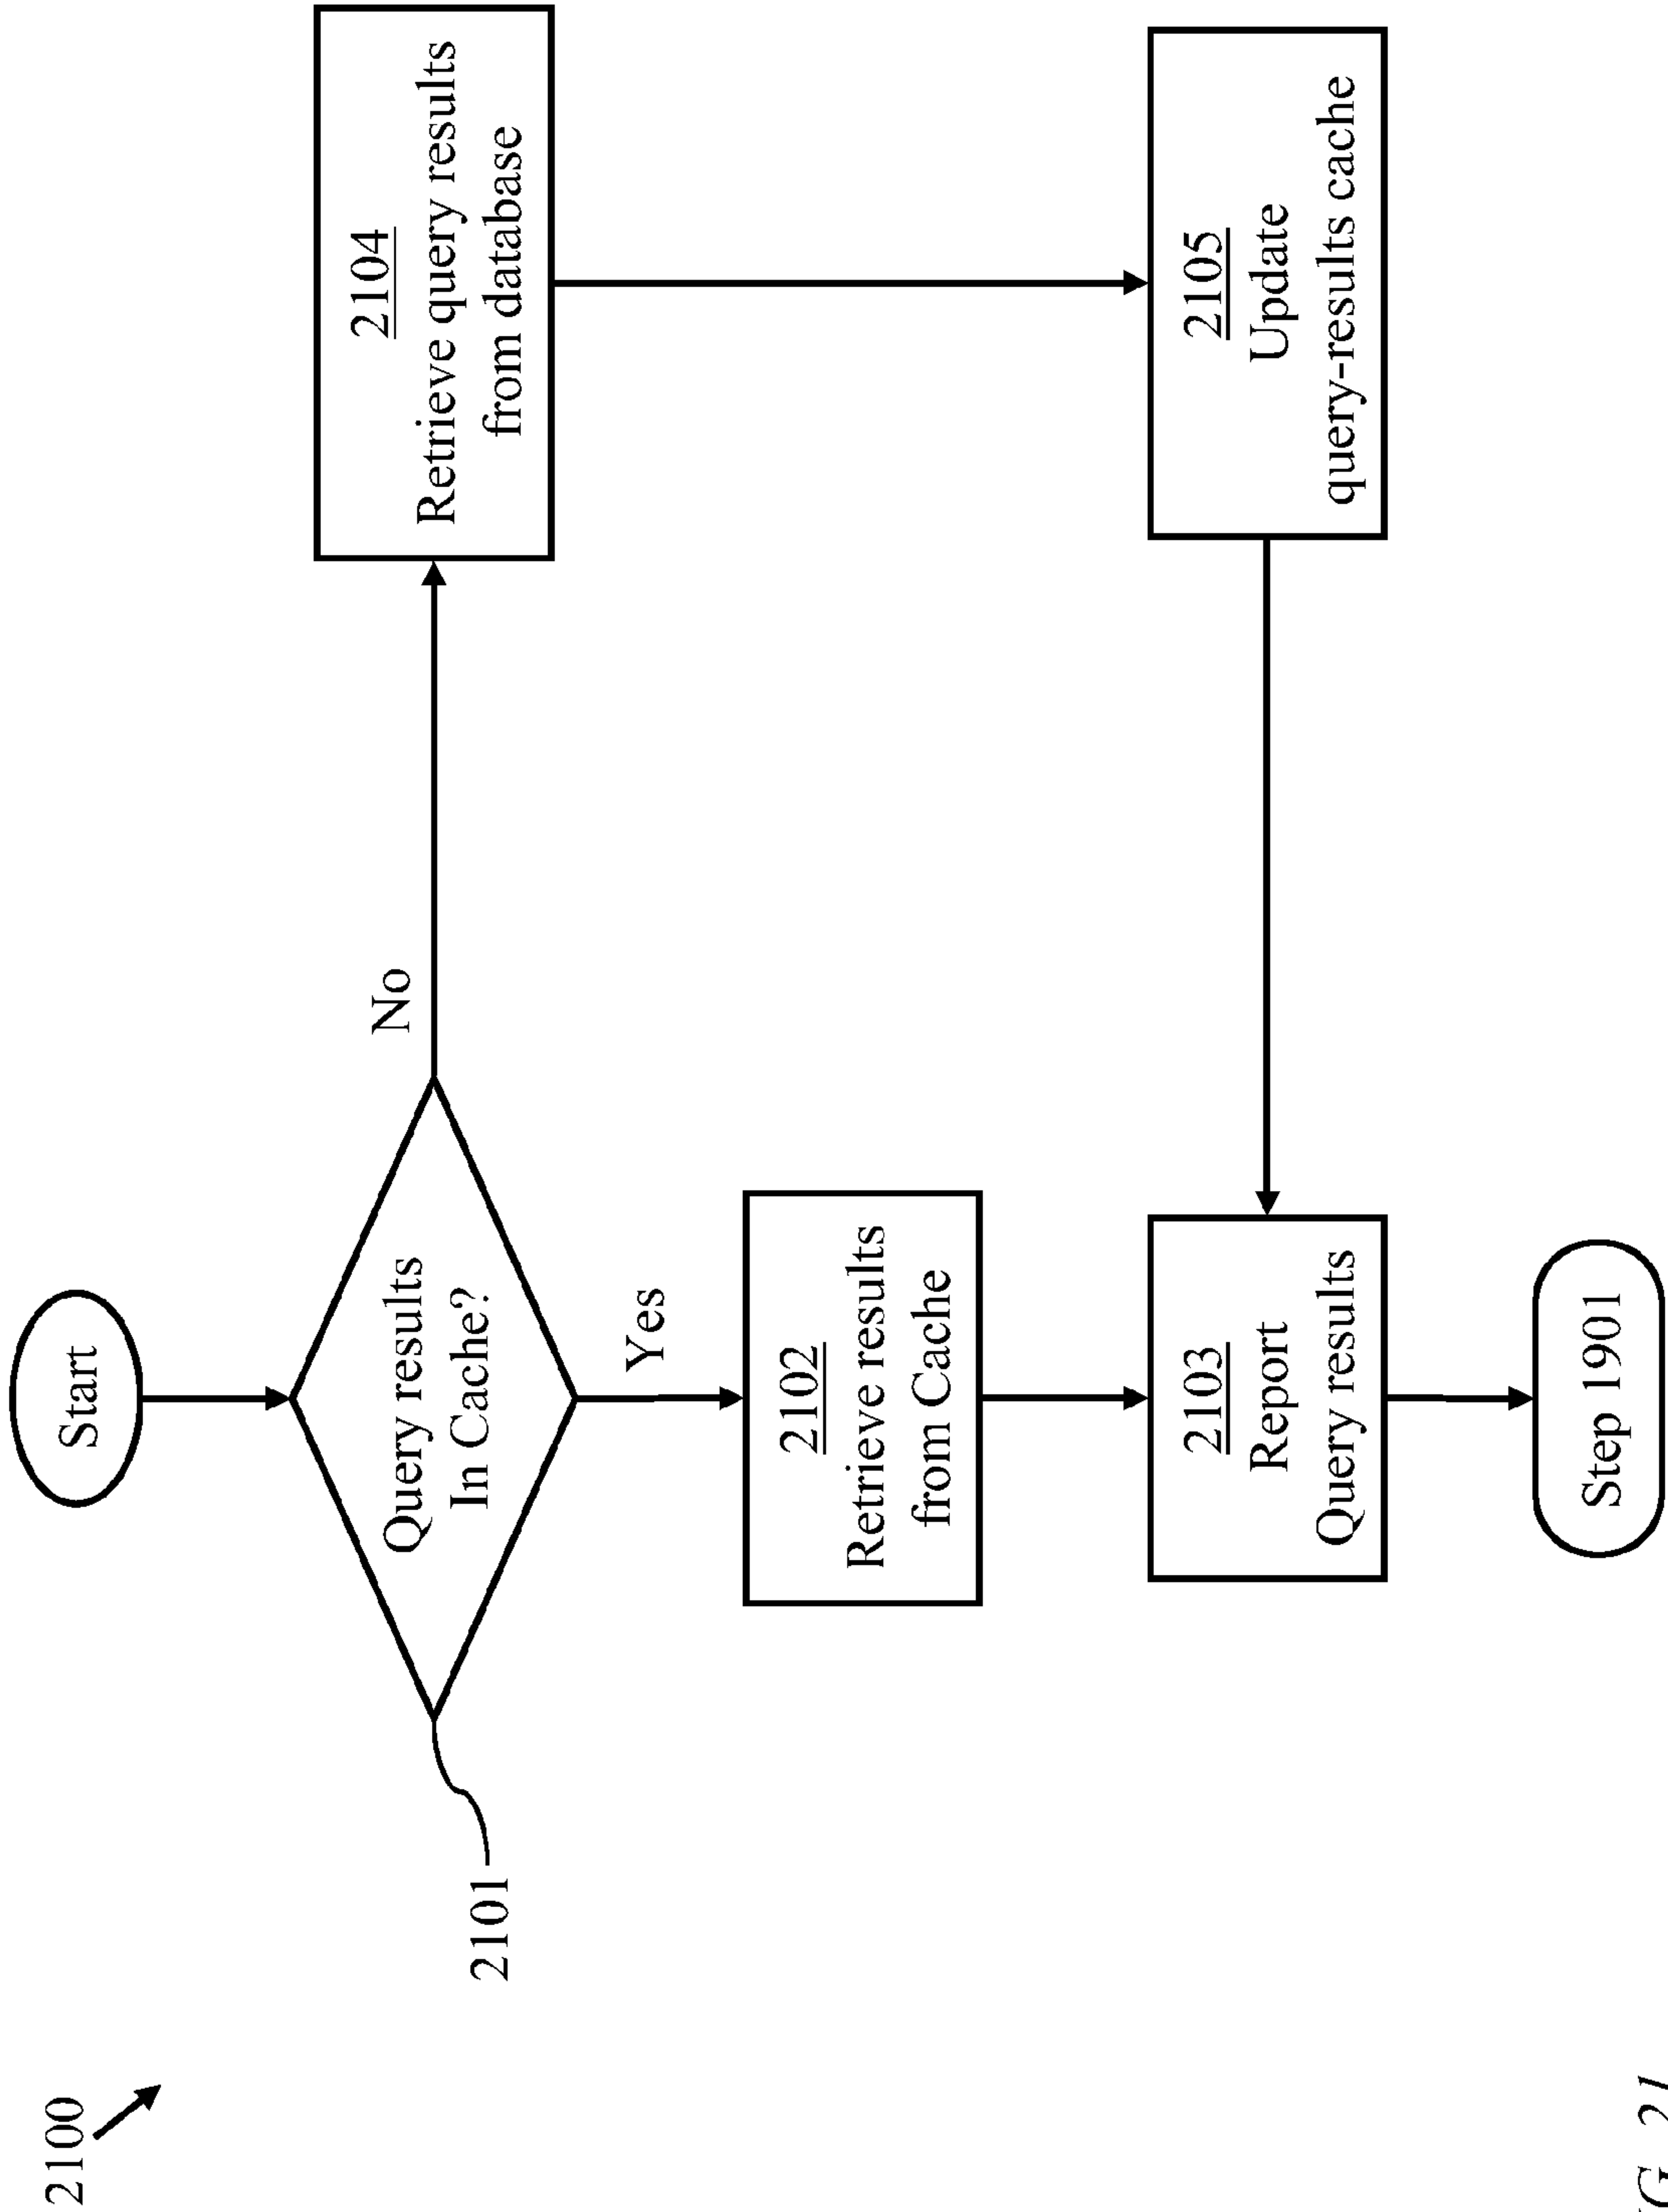 2100
Start
Query results
In Cache?
2101
No
Yes
2104
Retrieve query results
from database
2102
Retrieve results
from Cache
2103
Report
Query results
2105
Update
query-results cache
Step 1901
G. 21